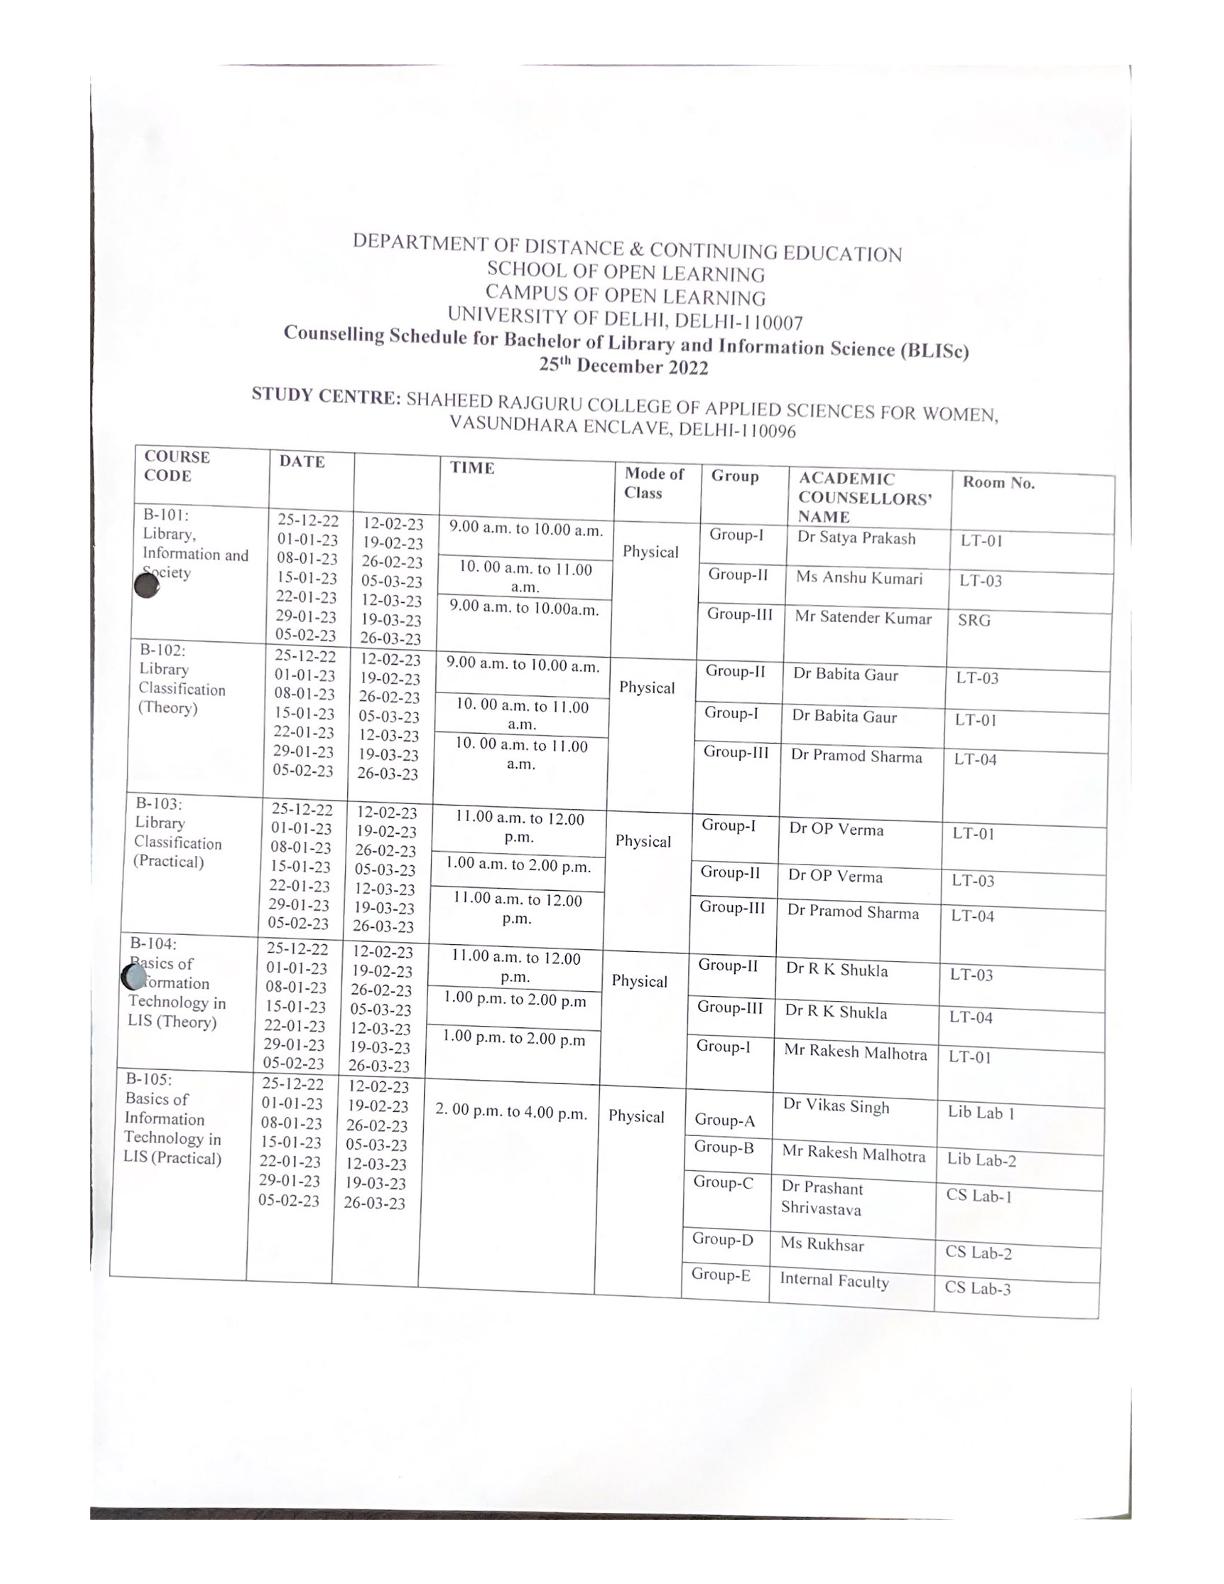 DEPARTMENT OF DISTANCE & CONTINUING EDUCATION
SCHOOL OF OPEN LEARNING
CAMPUS OF OPEN LEARNING
UNIVERSITY OF DELHI, DELHI-110007
Counselling Schedule for Bachelor of Library and Information Science (BLISc)
25th December 2022
STUDY CENTRE: SHAHEED RAJGURU COLLEGE OF APPLIED SCIENCES FOR WOMEN,
VASUNDHARA ENCLAVE, DELHI-110096
COURSE
CODE
DATE
TIME
Mode of
Class
Group
ACADEMIC
COUNSELLORS'
NAME
Room No.
B-101:
Library,
Information and
Society
25-12-22
01-01-23
08-01-23
15-01-23
22-01-23
29-01-23
05-02-23
12-02-23
19-02-23
26-02-23
05-03-23
12-03-23
19-03-23
26-03-23
9.00 a.m. to 10.00 a.m.
10. 00 a.m. to 11.00
a.m.
9.00 a.m. to 10.00a.m.
Physical
Group-I
Dr Satya Prakash
LT-01
Group-II
Ms Anshu Kumari
LT-03
Group-III
Mr Satender Kumar
SRG
B-102:
Library
Classification
(Theory)
25-12-22
01-01-23
08-01-23
15-01-23
22-01-23
29-01-23
05-02-23
12-02-23
19-02-23
26-02-23
05-03-23
12-03-23
19-03-23
26-03-23
9.00 a.m. to 10.00 a.m.
10. 00 a.m. to 11.00
a.m.
10. 00 a.m. to 11.00
a.m.
Physical
Group-II
Dr Babita Gaur
LT-03
Group-I
Dr Babita Gaur
LT-01
Group-III
Dr Pramod Sharma
LT-04
B-103:
Library
Classification
(Practical)
25-12-22
01-01-23
08-01-23
15-01-23
22-01-23
29-01-23
05-02-23
12-02-23
19-02-23
26-02-23
05-03-23
12-03-23
19-03-23
26-03-23
11.00 a.m. to 12.00
p.m.
1.00 a.m. to 2.00 p.m.
11.00 a.m. to 12.00
p.m.
Physical
Group-I
Dr OP Verma
LT-01
Group-II
Dr OP Verma
LT-03
Group-III
Dr Pramod Sharma
LT-04
B-104:
Basics of
formation
Technology in
LIS (Theory)
25-12-22
01-01-23
08-01-23
15-01-23
22-01-23
29-01-23
05-02-23
12-02-23
19-02-23
26-02-23
05-03-23
12-03-23
19-03-23
26-03-23
11.00 a.m. to 12.00
p.m.
1.00 p.m. to 2.00 p.m
1.00 p.m. to 2.00 p.m
Physical
Group-II
Dr R K Shukla
LT-03
Group-III
Dr R K Shukla
LT-04
Group-I
Mr Rakesh Malhotra
LT-01
B-105:
Basics of
Information
Technology in
LIS (Practical)
25-12-22
01-01-23
08-01-23
15-01-23
22-01-23
29-01-23
05-02-23
12-02-23
19-02-23
26-02-23
05-03-23
12-03-23
19-03-23
26-03-23
2. 00 p.m. to 4.00 p.m.
Physical
Group-A
Dr Vikas Singh
Lib Lab 1
Group-B
Mr Rakesh Malhotra
Lib Lab-2
Group-C
Dr Prashant
Shrivastava
CS Lab-1
Group-D
Ms Rukhsar
CS Lab-2
Group-E
Internal Faculty
CS Lab-3